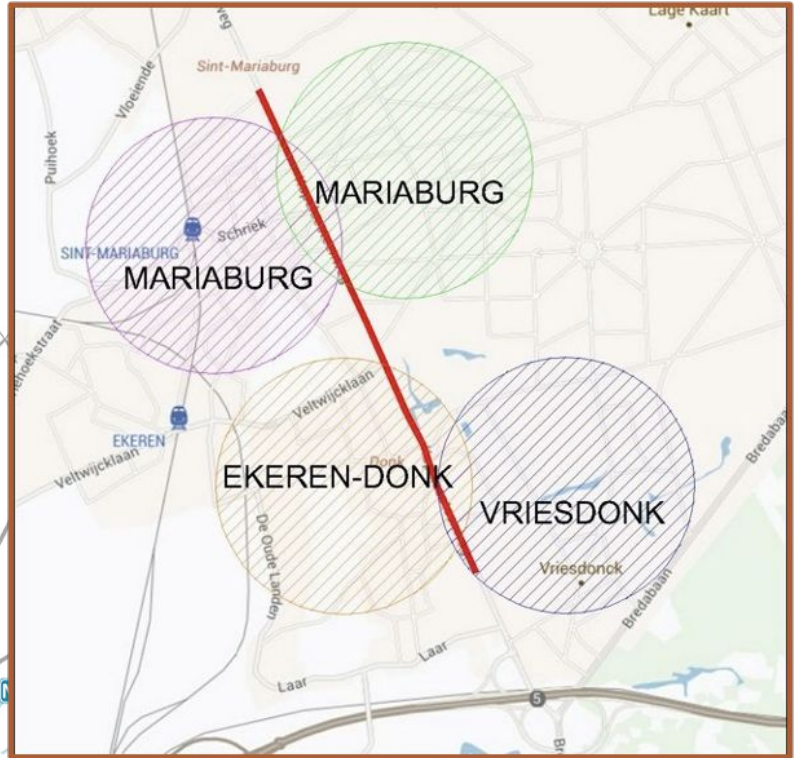 Lage Kaart
weg
Sint-Mariaburg
Vloeiende
Puihoek
MARIABURG
Schriek
SINT-MARIABURG
MARIABURG
Veltwijcklaan
EKEREN
Veltwijcklaan
Donk
EKEREN-DONK
VRIESDONK
Bredabaan
De Oude Landen
Vriesdonck
Bredabaan
Laar
Laar
5